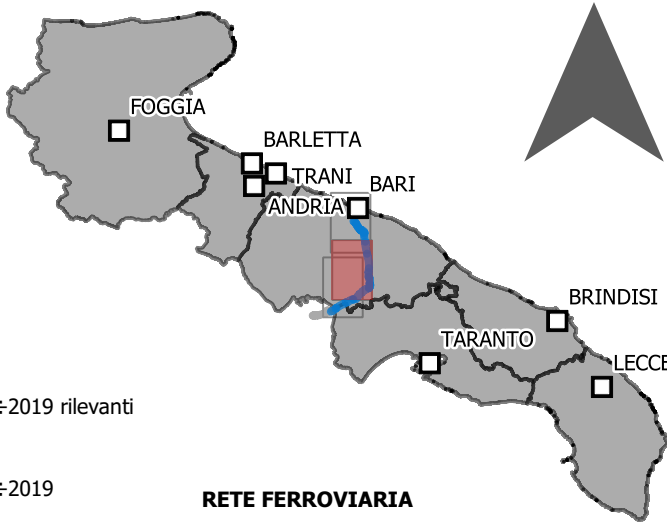 FOGGIA
BARLETTA
TRANI
ANDRIA
BARI
BRINDISI
TARANTO
LECCE
÷2019 rilevanti
÷2019
RETE FERROVIARIA